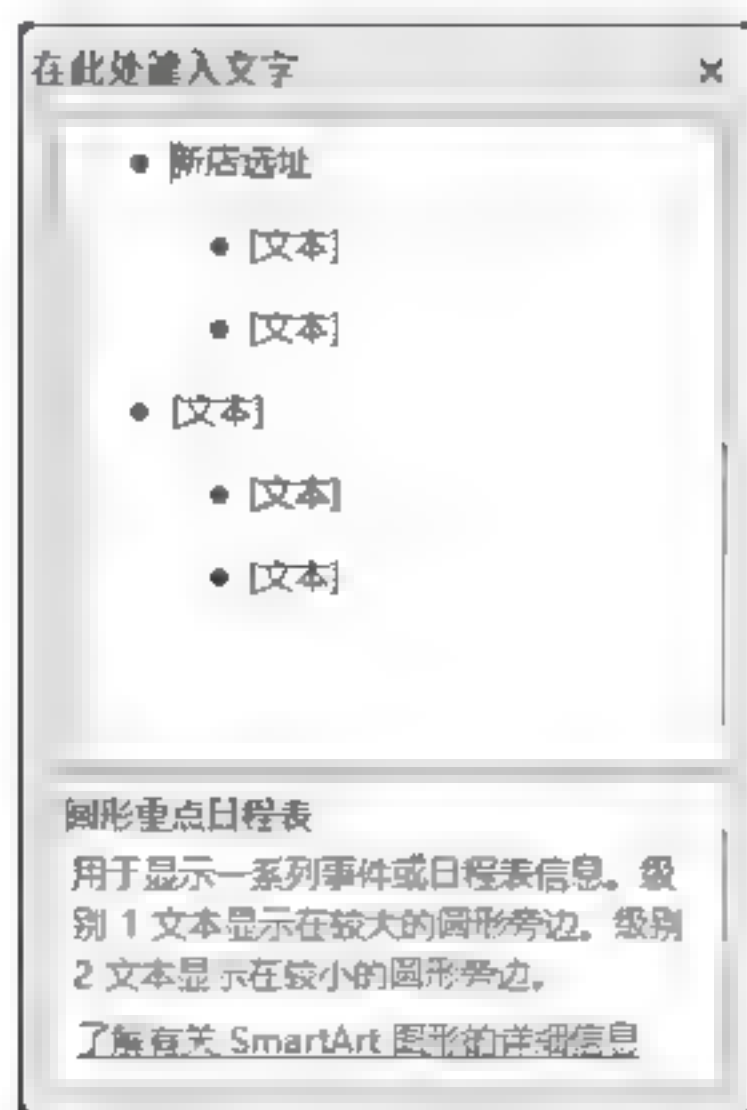 在此处键入文字
新店选址
[文本]
[文本]
[文本]
[文本]
[文本]
圆形重点日程表
用于显示一系列事件或日程表信息。级
别 1 文本显示在较大的圆形旁边。级别
2 文本显示在较小的圆形旁边。
了解有关 SmartArt 图形的详细信息